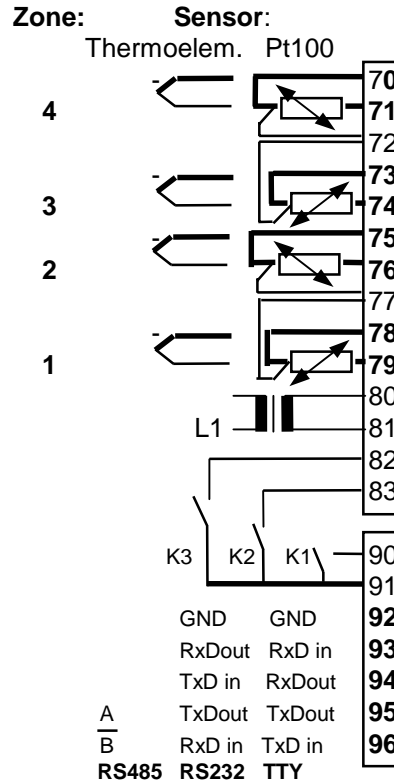 Zone: Sensor:
Thermoelem. Pt100
- 70
4 71
72
- 73
3 74
- 75
2 76
77
- 78
1 79
80
L1 81
82
83
K3 K2 K1 90
91
GND GND 92
RxDout RxD in 93
TxD in RxDout 94
A TxDout TxDout 95
B RxD in TxD in 96
RS485 RS232 TTY